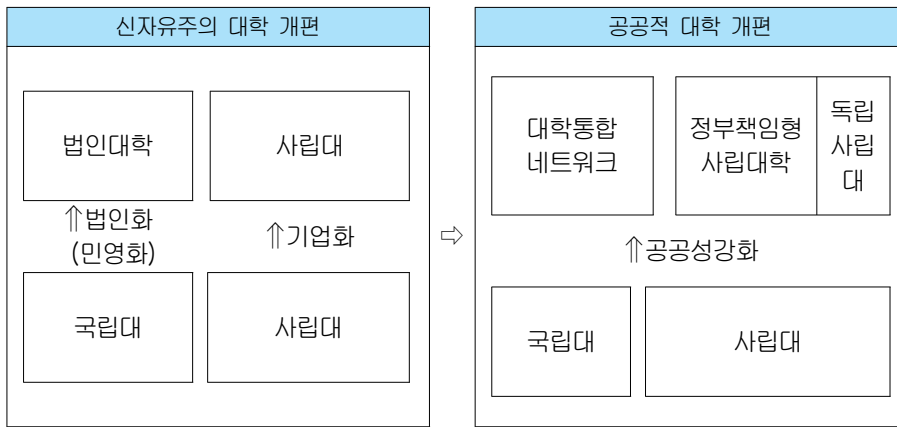 신자유주의 대학 개편
법인대학
사립대
⇑법인화
(민영화)
⇑기업화
국립대
사립대
⇨
공공적 대학 개편
대학통합
네트워크
정부책임형
사립대학
독립
사립
대
⇑공공성강화
국립대
사립대